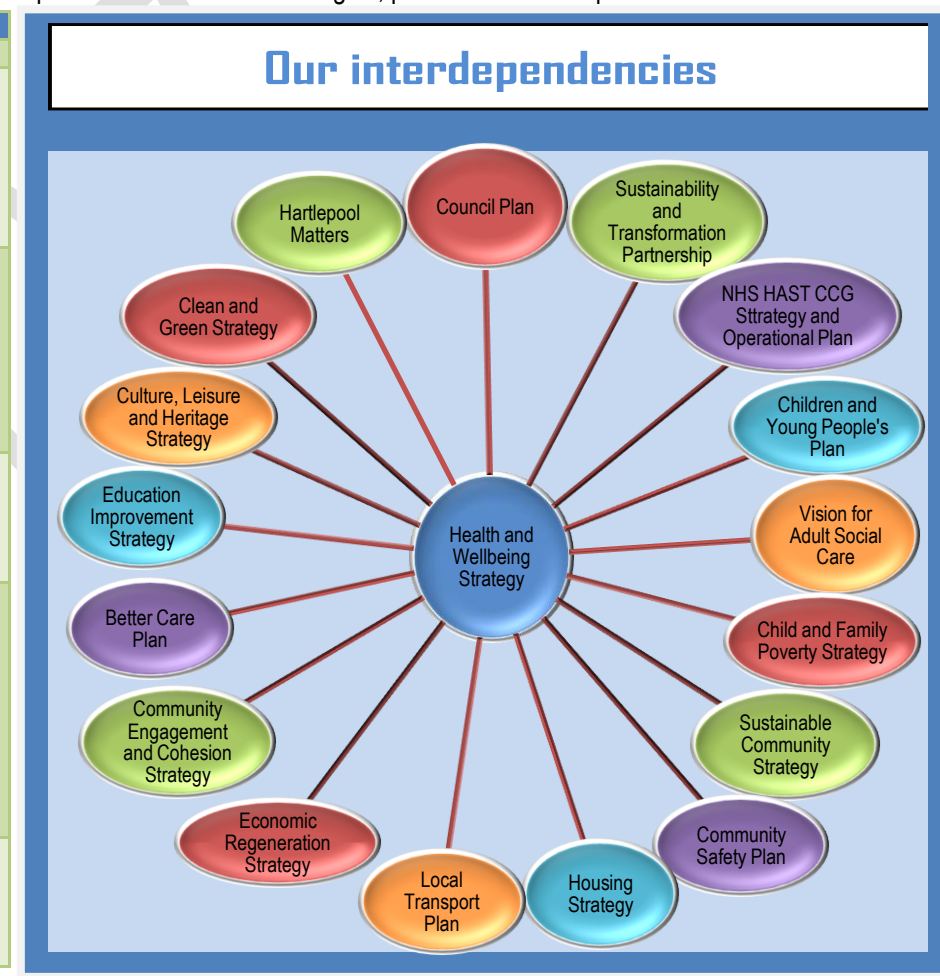 Our interdependencies
Council Plan
Sustainability
and
Transformation
Partnership
NHS HAST CCG
Sttrategy and
Operational Plan
Children and
Young People's
Plan
Vision for
Adult Social
Care
Child and Family
Poverty Strategy
Sustainable
Community
Strategy
Community
Safety Plan
Housing
Strategy
Local
Transport
Plan
Economic
Regeneration
Strategy
Community
Engagement
and Cohesion
Strategy
Better Care
Plan
Education
Improvement
Strategy
Culture, Leisure
and Heritage
Strategy
Clean and
Green Strategy
Hartlepool
Matters
Health and
Wellbeing
Strategy